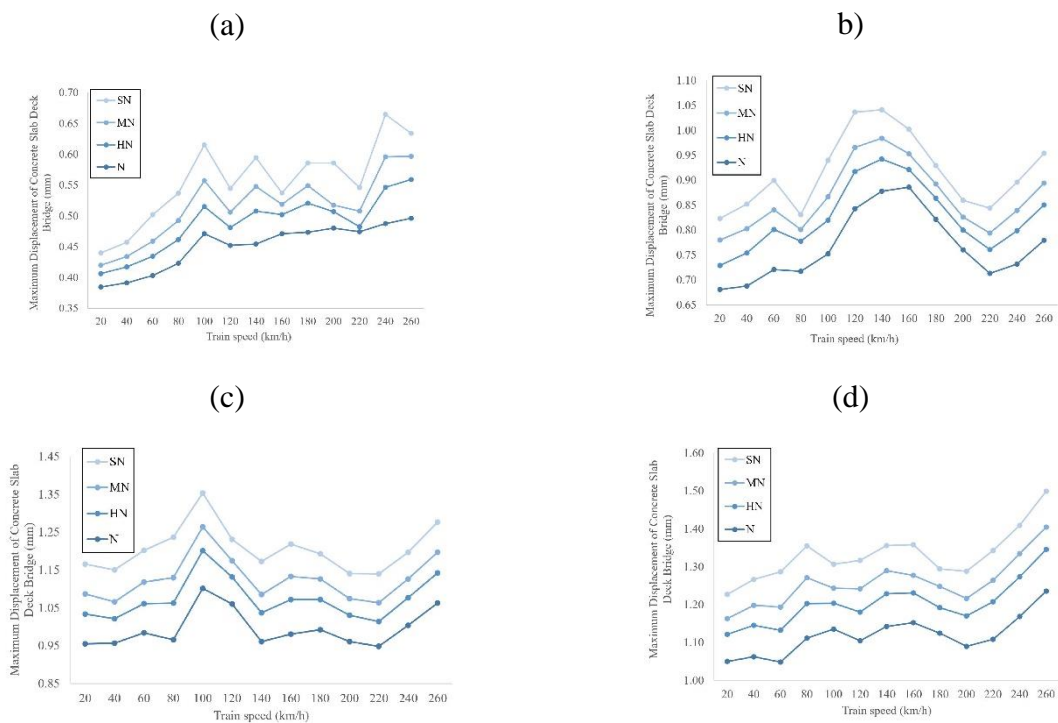 (a)
Maximum Displacement of Concrete Slab Deck
Bridge (mm)
0.70
0.65
0.60
0.55
0.50
0.45
0.40
0.35
SN
MN
HN
N
20 40 60 80 100 120 140 160 180 200 220 240 260
Train speed (km/h)
b)
Maximum Displacement of Concrete Slab Deck
Bridge (mm)
1.10
1.05
1.00
0.95
0.90
0.85
0.80
0.75
0.70
0.65
SN
MN
HN
N
20 40 60 80 100 120 140 160 180 200 220 240 260
Train speed (km/h)
(c)
Maximum Displacement of Concrete Slab
Deck Bridge (mm)
1.45
1.35
1.25
1.15
1.05
0.95
0.85
SN
MN
HN
N
20 40 60 80 100 120 140 160 180 200 220 240 260
Train speed (km/h)
(d)
Maximum Displacement of Concrete Slab
Deck Bridge (mm)
1.60
1.50
1.40
1.30
1.20
1.10
1.00
SN
MN
HN
N
20 40 60 80 100 120 140 160 180 200 220 240 260
Train speed (km/h)